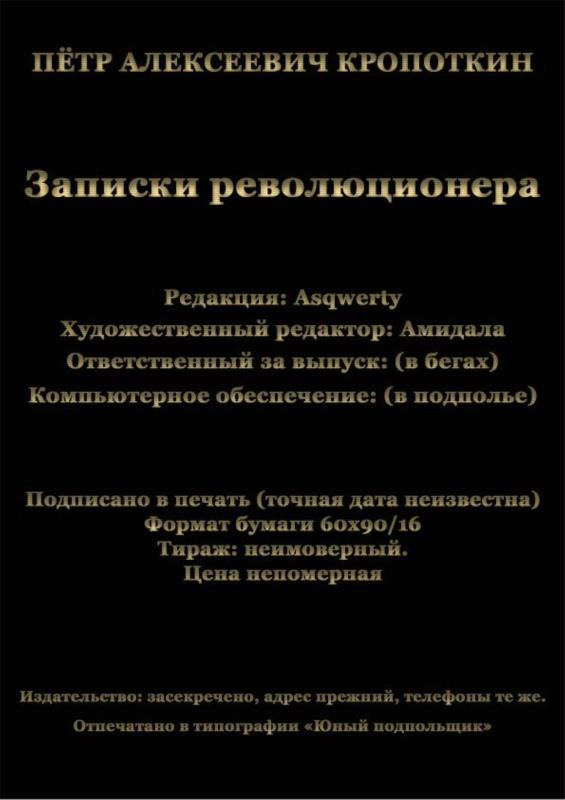 ПЁТР АЛЕКСЕЕВИЧ КРОПОТКИН
Записки революционера
Редакция: Asqwerty
Художественный редактор: Амидала
Ответственный за выпуск: (в бегах)
Компьютерное обеспечение: (в подполье)
Подписано в печать (точная дата неизвестна)
Формат бумаги 60х90/16
Тираж: неимоверный.
Цена непомерная
Издательство: засекречено, адрес прежний, телефоны те же.
Отпечатано в типографии «Юный подпольщик»